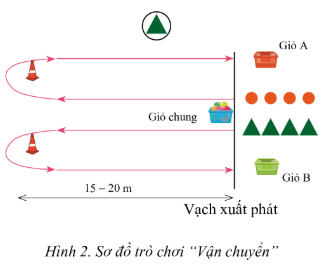 Giỏ A
Giỏ chung
Giỏ B
15 – 20 m
Vạch xuất phát
Hình 2. Sơ đồ trò chơi “Vận chuyển”